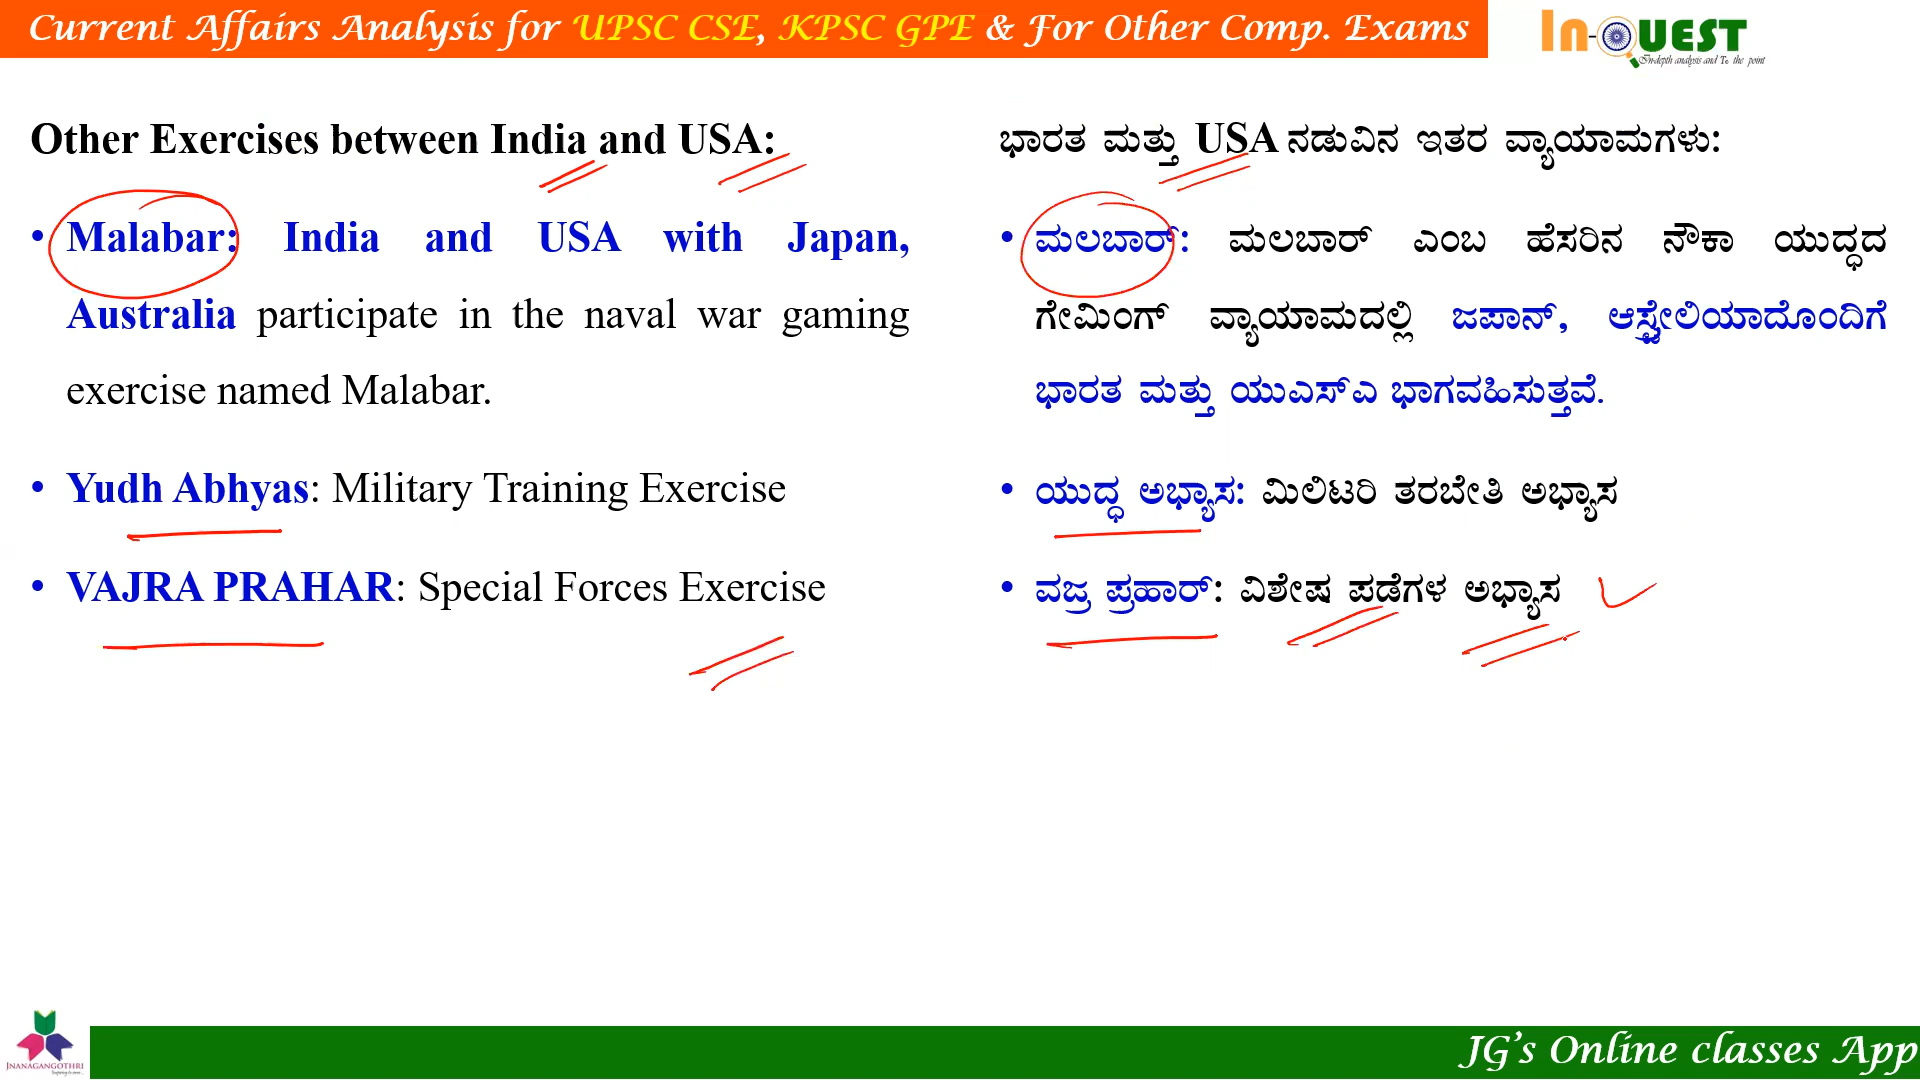 Current Affairs Analysis for UPSC CSE, KPSC GPE & For Other Comp. Exams
In-QUEST
In-depth analysis and To the point
Other Exercises between India and USA:
• Malabar: India and USA with Japan,
Australia participate in the naval war gaming
exercise named Malabar.
• Yudh Abhyas: Military Training Exercise
• VAJRA PRAHAR: Special Forces Exercise
ಭಾರತ ಮತ್ತು USA ನಡುವಿನ ಇತರ ವ್ಯಾಯಾಮಗಳು:
• ಮಲಬಾರ್: ಮಲಬಾರ್ ಎಂಬ ಹೆಸರಿನ ನೌಕಾ ಯುದ್ಧದ
ಗೇಮಿಂಗ್ ವ್ಯಾಯಾಮದಲ್ಲಿ ಜಪಾನ್, ಆಸ್ಟ್ರೇಲಿಯಾದೊಂದಿಗೆ
ಭಾರತ ಮತ್ತು ಯುಎಸ್ಎ ಭಾಗವಹಿಸುತ್ತವೆ.
• ಯುದ್ಧ ಅಭ್ಯಾಸ: ಮಿಲಿಟರಿ ತರಬೇತಿ ಅಭ್ಯಾಸ
• ವಜ್ರ ಪ್ರಹಾರ್: ವಿಶೇಷ ಪಡೆಗಳ ಅಭ್ಯಾಸ
JNANAGANGOTHRI
JG's Online classes App